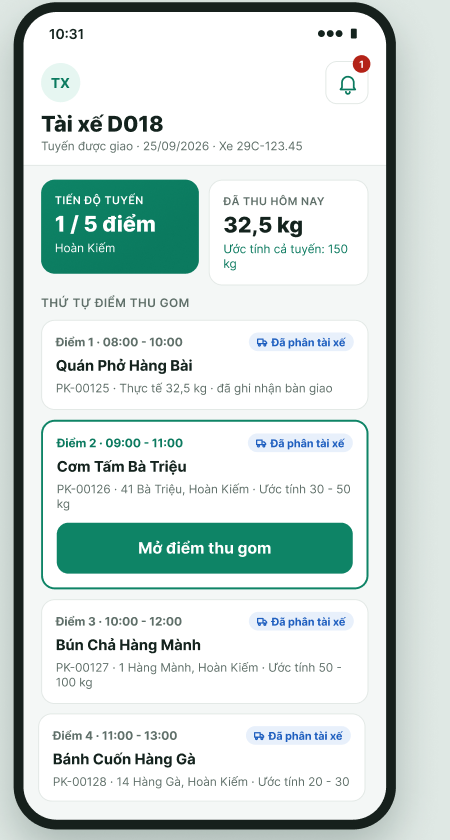 10:31
TX
1
Tài xế D018
Tuyến được giao · 25/09/2026 · Xe 29C-123.45
TIẾN ĐỘ TUYẾN
1 / 5 điểm
Hoàn Kiếm
ĐÃ THU HÔM NAY
32,5 kg
Ước tính cả tuyến: 150
kg
THỨ TỰ ĐIỂM THU GOM
Điểm 1 · 08:00 - 10:00
Đã phân tài xế
Quán Phở Hàng Bài
PK-00125 · Thực tế 32,5 kg · đã ghi nhận bàn giao
Điểm 2 · 09:00 - 11:00
Đã phân tài xế
Cơm Tấm Bà Triệu
PK-00126 · 41 Bà Triệu, Hoàn Kiếm · Ước tính 30 - 50
kg
Mở điểm thu gom
Điểm 3 · 10:00 - 12:00
Đã phân tài xế
Bún Chả Hàng Mành
PK-00127 · 1 Hàng Mành, Hoàn Kiếm · Ước tính 50 -
100 kg
Điểm 4 · 11:00 - 13:00
Đã phân tài xế
Bánh Cuốn Hàng Gà
PK-00128 · 14 Hàng Gà, Hoàn Kiếm · Ước tính 20 - 30